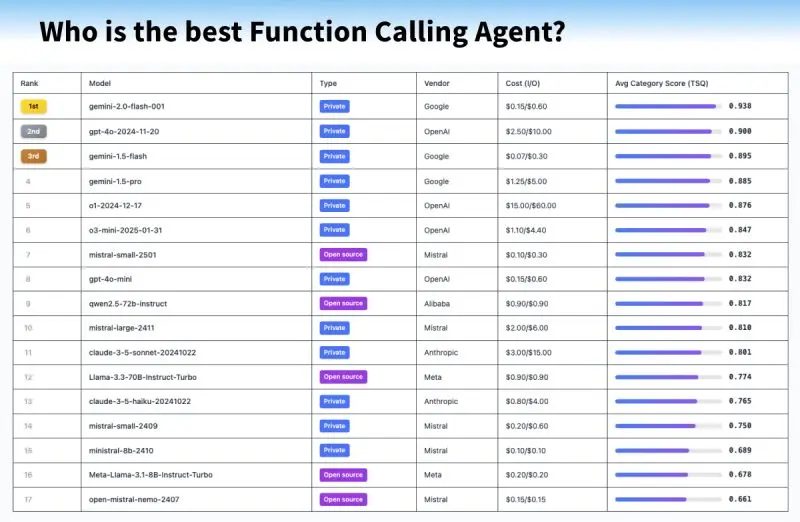 Who is the best Function Calling Agent?
Rank Model Type Vendor Cost (I/O) Avg Category Score (TSQ)
1st gemini-2.0-flash-001 Private Google $0.15/$0.60 0.938
2nd gpt-4o-2024-11-20 Private OpenAI $2.50/$10.00 0.900
3rd gemini-1.5-flash Private Google $0.07/$0.30 0.895
4 gemini-1.5-pro Private Google $1.25/$5.00 0.885
5 o1-2024-12-17 Private OpenAI $15.00/$60.00 0.876
6 o3-mini-2025-01-31 Private OpenAI $1.10/$4.40 0.847
7 mistral-small-2501 Open source Mistral $0.10/$0.30 0.832
8 gpt-4o-mini Private OpenAI $0.15/$0.60 0.832
9 qwen2.5-72b-instruct Open source Alibaba $0.90/$0.90 0.817
10 mistral-large-2411 Private Mistral $2.00/$6.00 0.810
11 claude-3-5-sonnet-20241022 Private Anthropic $3.00/$15.00 0.801
12 Llama-3.3-70B-Instruct-Turbo Open source Meta $0.90/$0.90 0.774
13 claude-3-5-haiku-20241022 Private Anthropic $0.80/$4.00 0.765
14 mistral-small-2409 Private Mistral $0.20/$0.60 0.750
15 ministral-8b-2410 Private Mistral $0.10/$0.10 0.689
16 Meta-Llama-3.1-8B-Instruct-Turbo Open source Meta $0.20/$0.20 0.678
17 open-mistral-nemo-2407 Open source Mistral $0.15/$0.15 0.661